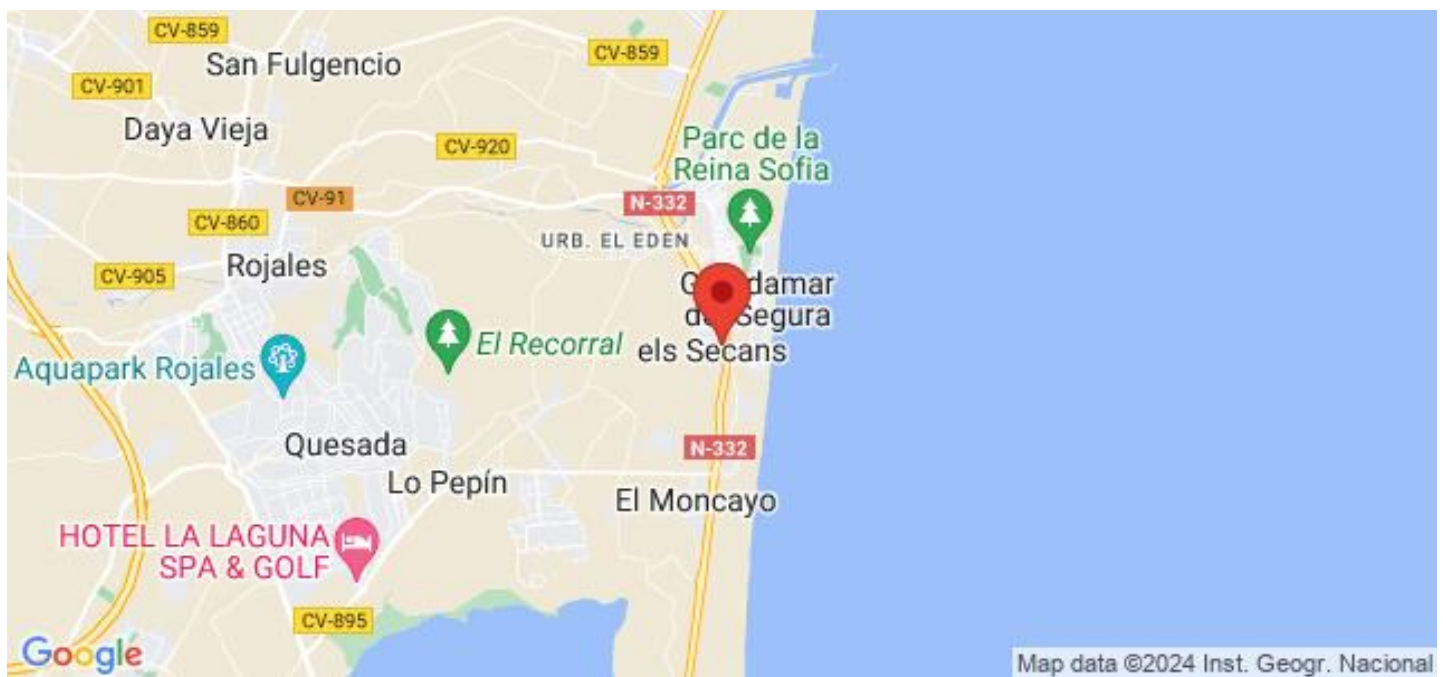 CV-859
San Fulgencio
CV-859
CV-901
Daya Vieja
CV-920
Parc de la
Reina Sofia
CV-91
N-332
CV-860
URB. EL EDEN
Rojales
CV-905
G damar
de Segura
El Recorral
els Secans
Aquapark Rojales
Quesada
N-332
Lo Pepín
El Moncayo
HOTEL LA LAGUNA
SPA & GOLF
CV-895
Google
Map data ©2024 Inst. Geogr. Nacional